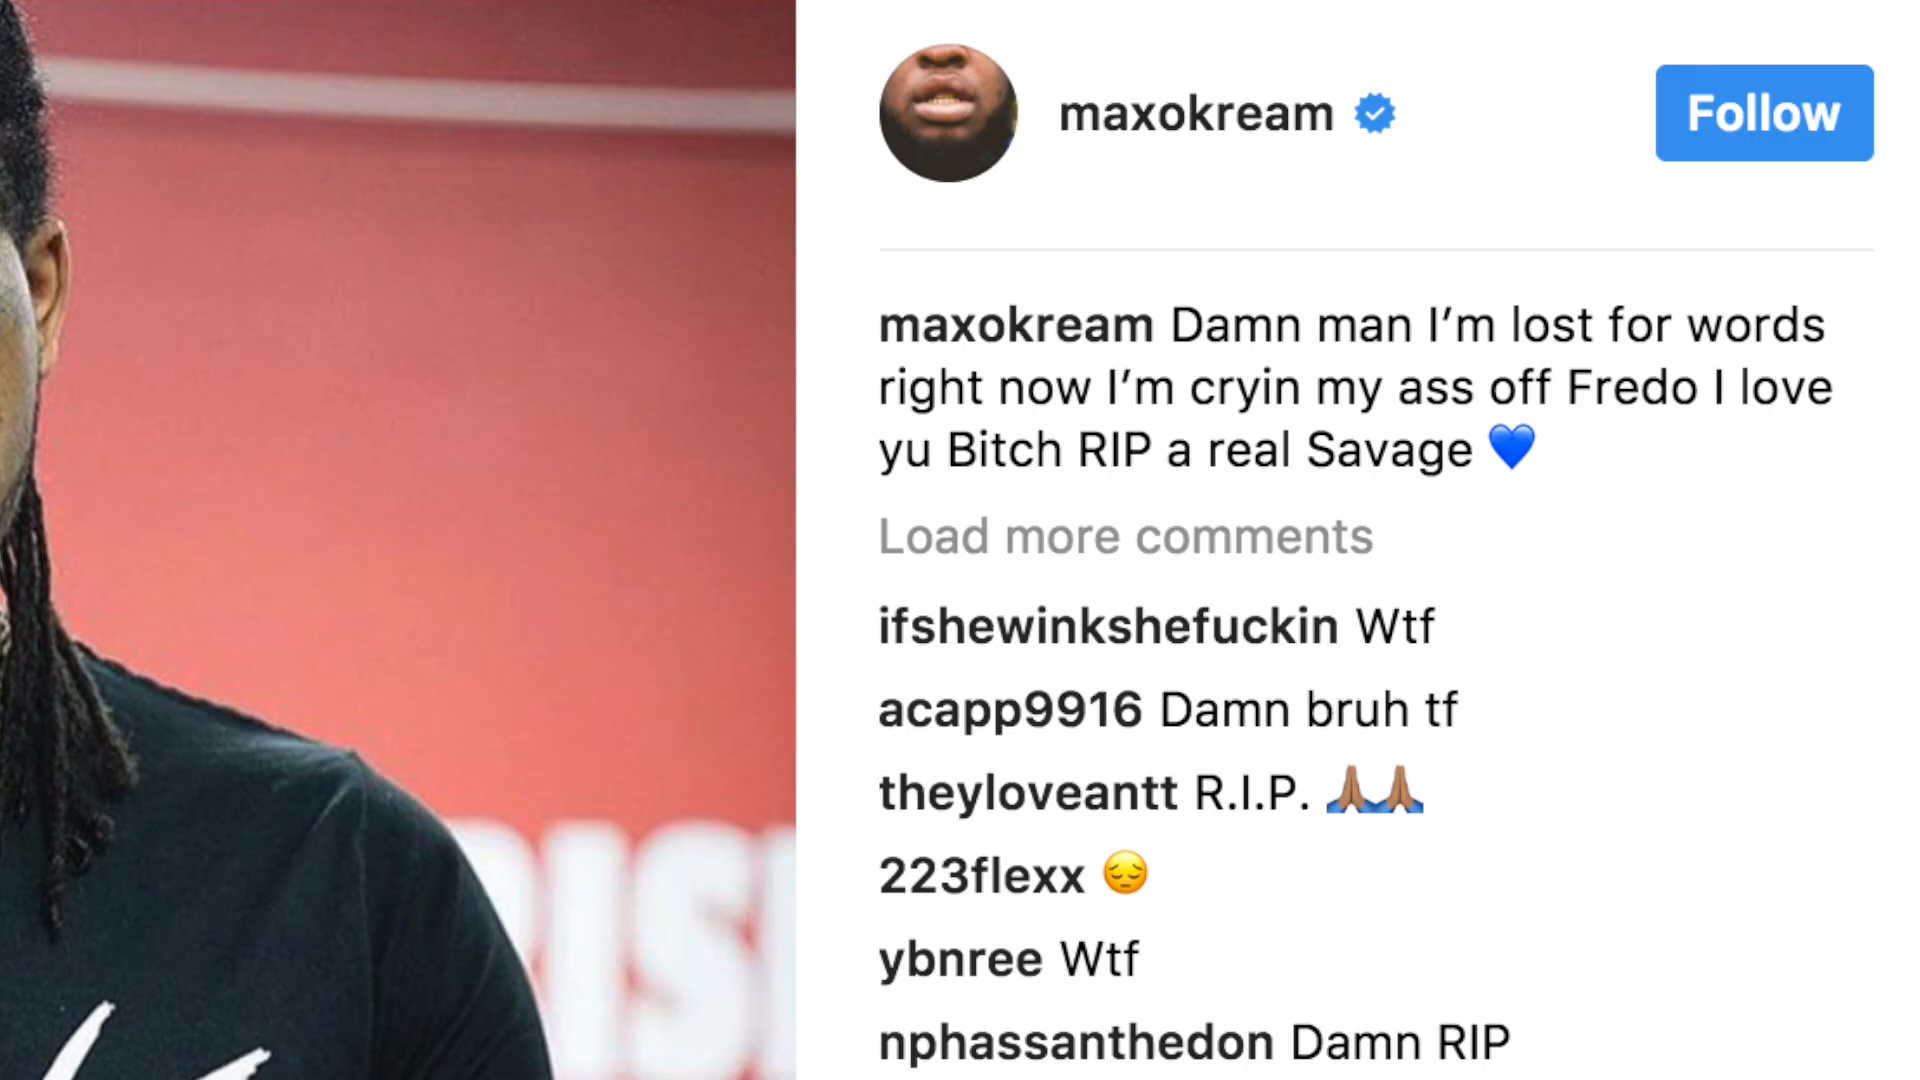 maxokream
Follow
maxokream Damn man I’m lost for words
right now I’m cryin my ass off Fredo I love
yu Bitch RIP a real Savage 💙
Load more comments
ifshewinkshefuckin Wtf
acapp9916 Damn bruh tf
theyloveantt R.I.P. 🙏🏽🙏🏽
223flexx 😔
ybnree Wtf
nphassanthedon Damn RIP